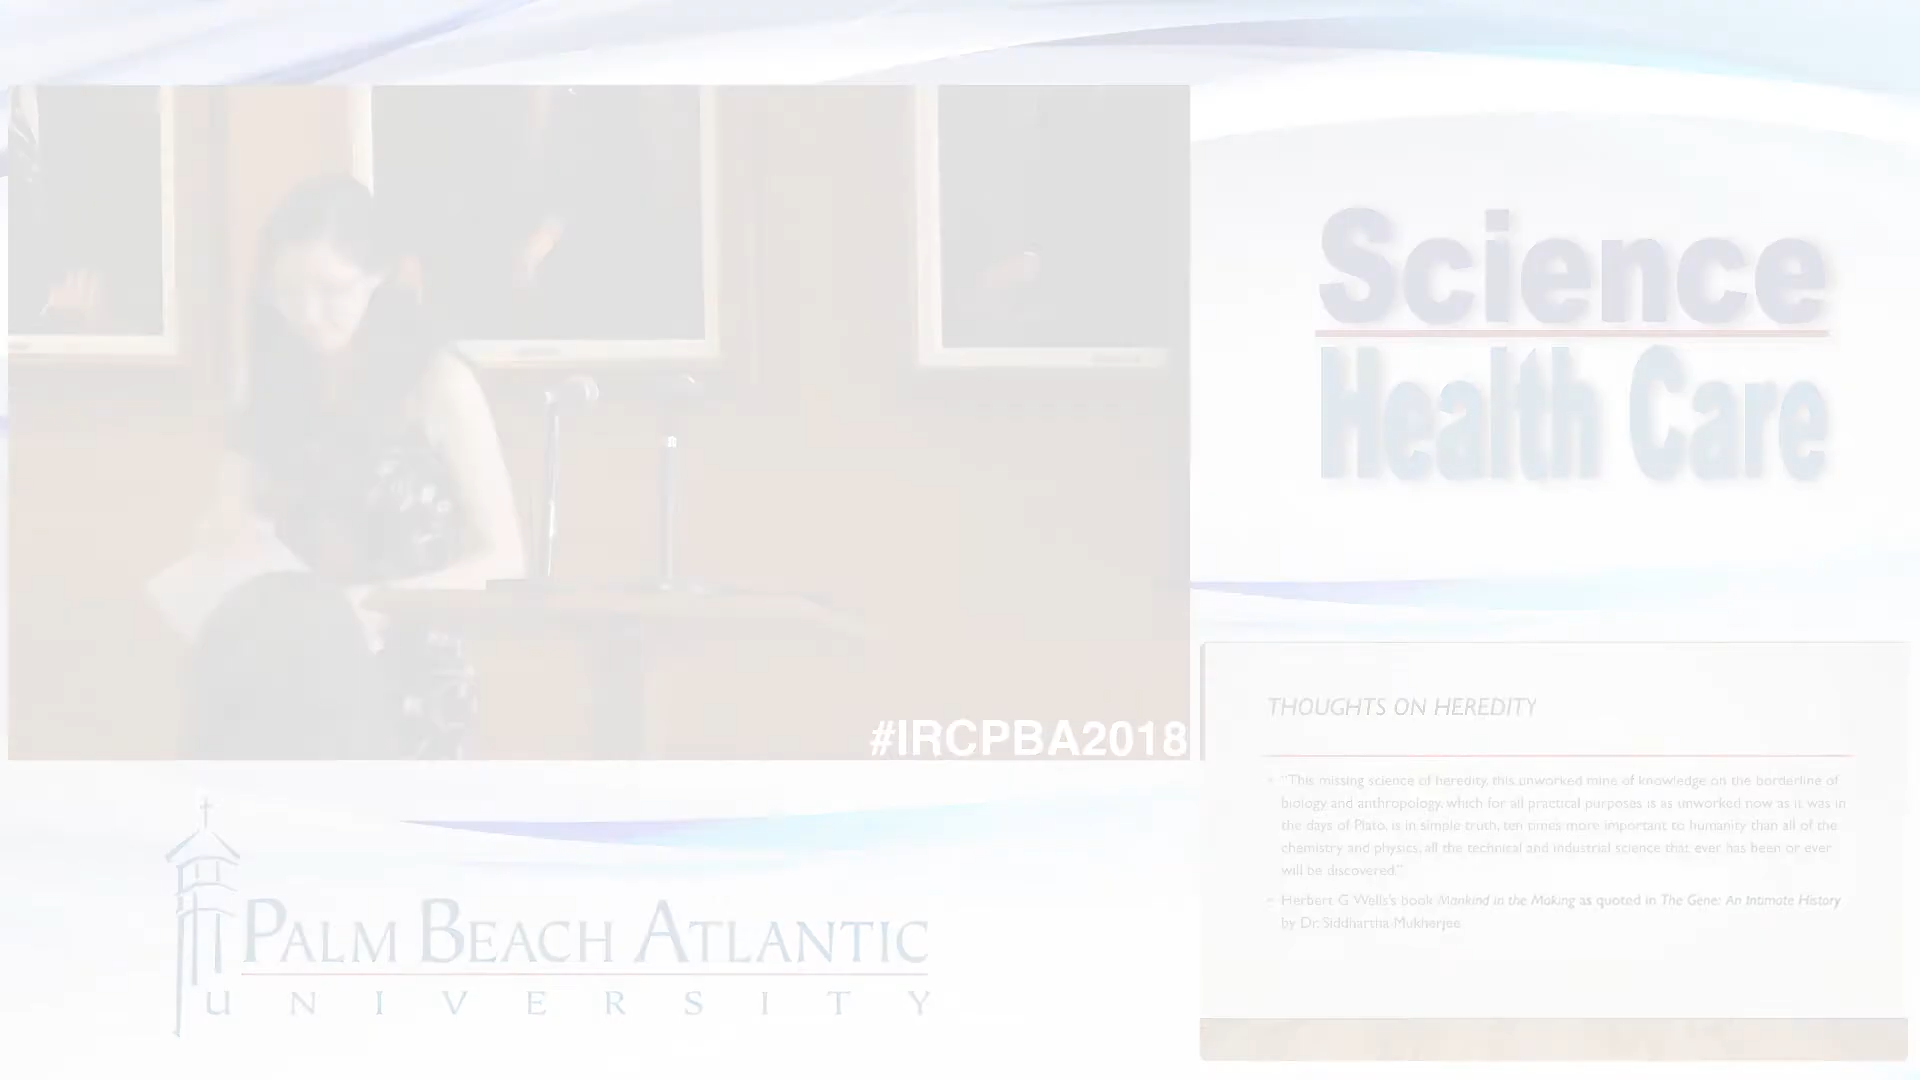 Science
Health Care
#IRCPBA2018
THOUGHTS ON HEREDITY
"This missing science of heredity, this unworked mine of knowledge on the borderline of
biology and anthropology, which for all practical purposes is as unworked now as it was in
the days of Plato, is in simple truth, ten times more important to humanity than all of the
chemistry and physics, all the technical and industrial science that ever has been or ever
will be discovered."
Herbert G Wells's book Mankind in the Making as quoted in The Gene: An Intimate History
by Dr. Siddhartha Mukherjee
PALM BEACH ATLANTIC
UNIVERSITY